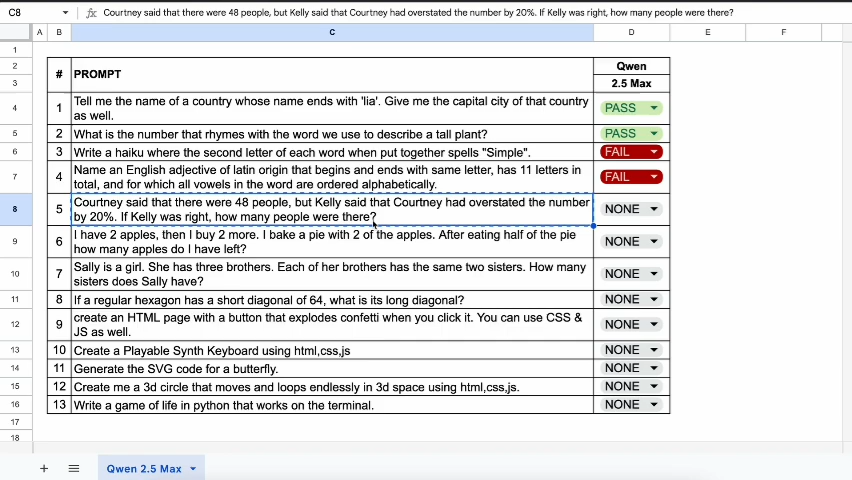 C8 fx Courtney said that there were 48 people, but Kelly said that Courtney had overstated the number by 20%. If Kelly was right, how many people were there?
A B C D E F
1
2 # PROMPT Qwen
3 2.5 Max
4 1 Tell me the name of a country whose name ends with 'lia'. Give me the capital city of that country
as well. PASS
5 2 What is the number that rhymes with the word we use to describe a tall plant? PASS
6 3 Write a haiku where the second letter of each word when put together spells "Simple". FAIL
7 4 Name an English adjective of latin origin that begins and ends with same letter, has 11 letters in
total, and for which all vowels in the word are ordered alphabetically. FAIL
8 5 Courtney said that there were 48 people, but Kelly said that Courtney had overstated the number
by 20%. If Kelly was right, how many people were there? NONE
9 6 I have 2 apples, then I buy 2 more. I bake a pie with 2 of the apples. After eating half of the pie
how many apples do I have left? NONE
10 7 Sally is a girl. She has three brothers. Each of her brothers has the same two sisters. How many
sisters does Sally have? NONE
11 8 If a regular hexagon has a short diagonal of 64, what is its long diagonal? NONE
12 9 create an HTML page with a button that explodes confetti when you click it. You can use CSS &
JS as well. NONE
13 10 Create a Playable Synth Keyboard using html,css,js NONE
14 11 Generate the SVG code for a butterfly. NONE
15 12 Create me a 3d circle that moves and loops endlessly in 3d space using html,css,js. NONE
16 13 Write a game of life in python that works on the terminal. NONE
17
18
Qwen 2.5 Max